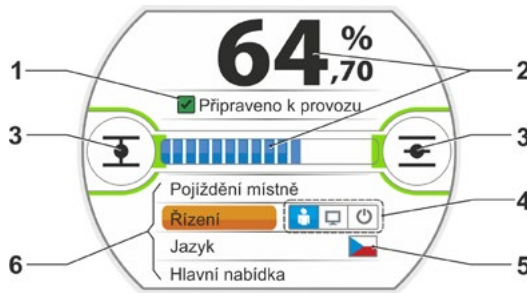 64,70 %
1
Připraveno k provozu
2
3
3
Pojíždění místně
4
Řízení
Jazyk
5
6
Hlavní nabídka